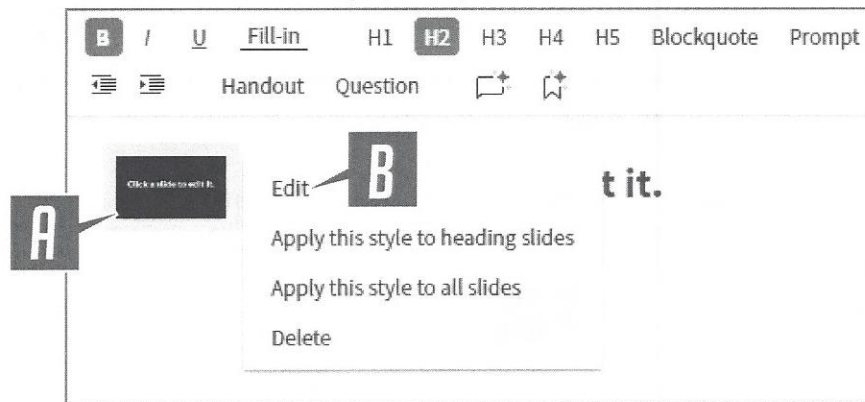 B I U Fill-in H1 H2 H3 H4 H5 Blockquote Prompt
Handout Question
Click a slide to edit it.
A
Edit
B
t it.
Apply this style to heading slides
Apply this style to all slides
Delete